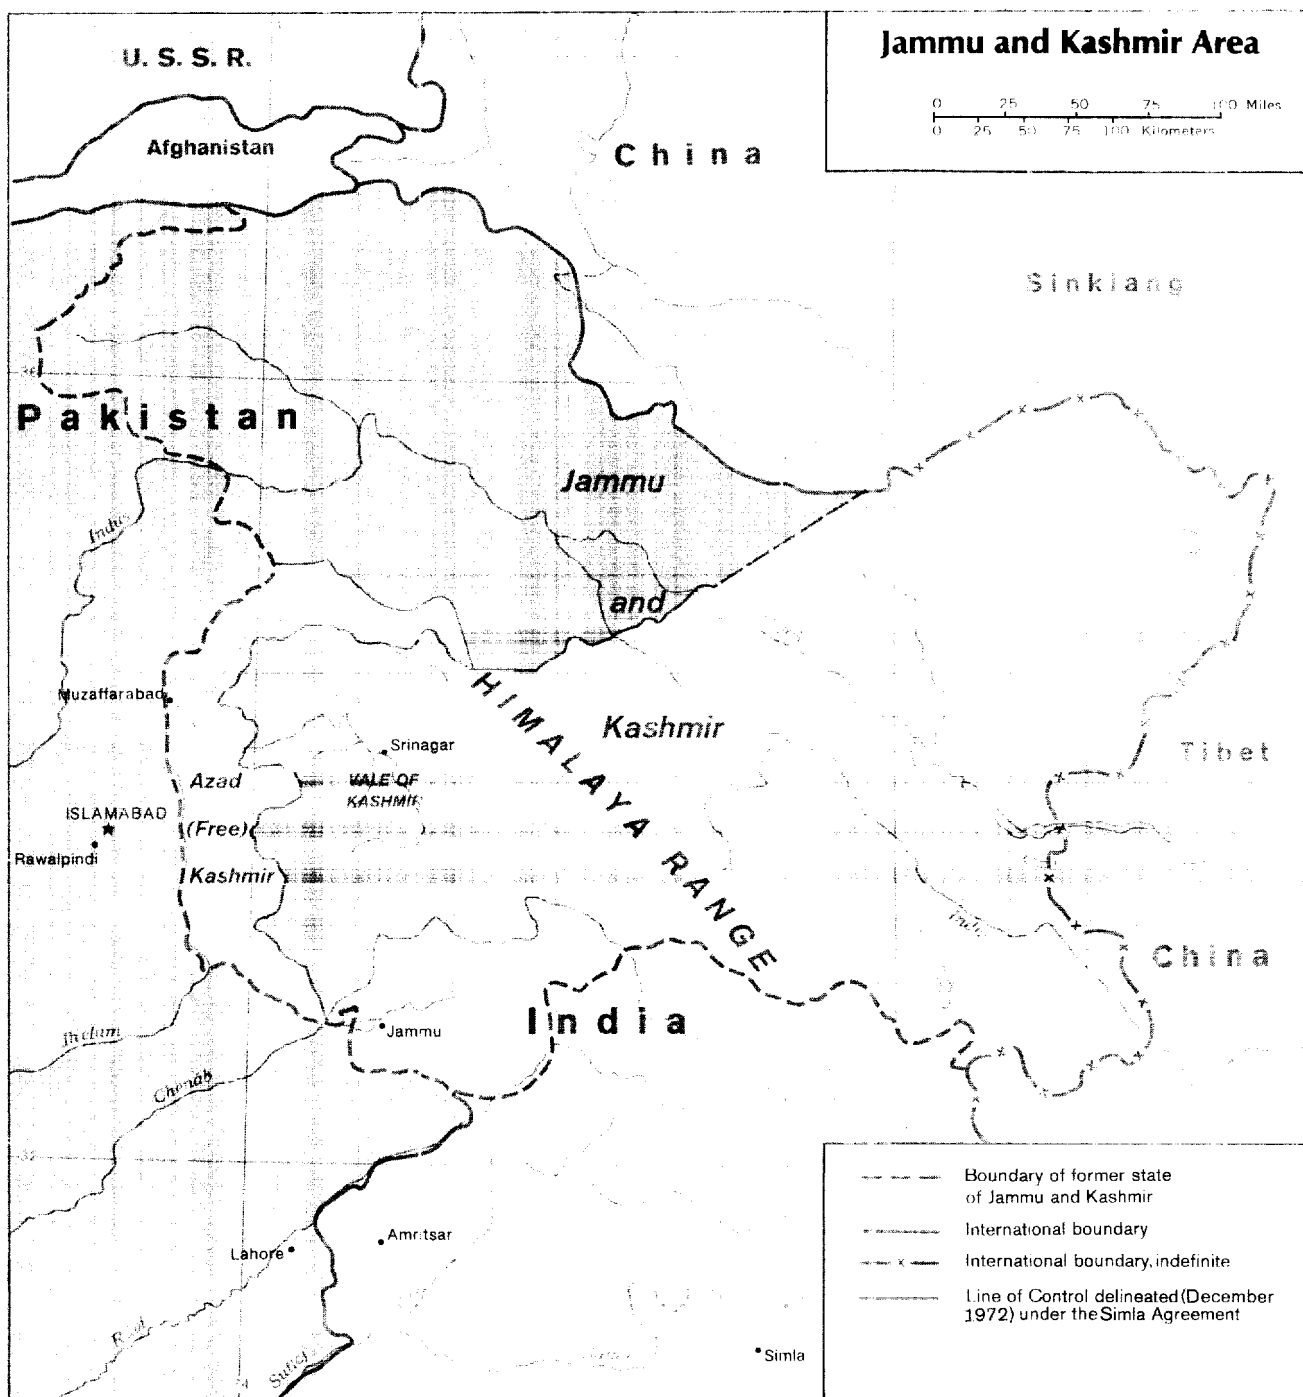 Jammu and Kashmir Area
0 25 50 75 100 Miles
0 25 50 75 100 Kilometers
U. S. S. R.
Afghanistan
China
Sinkiang
Pakistan
Jammu
and
Kashmir
Indus
HIMALAYA RANGE
Muzaffarabad
Srinagar
VALE OF
KASHMIR
Azad
(Free)
Kashmir
ISLAMABAD
Rawalpindi
Tibet
China
India
Jammu
Jhelum
Chenab
32
Lahore
Amritsar
Ravi
Sutlej
74
Simla
Boundary of former state
of Jammu and Kashmir
International boundary
International boundary, indefinite
Line of Control delineated (December
1972) under the Simla Agreement